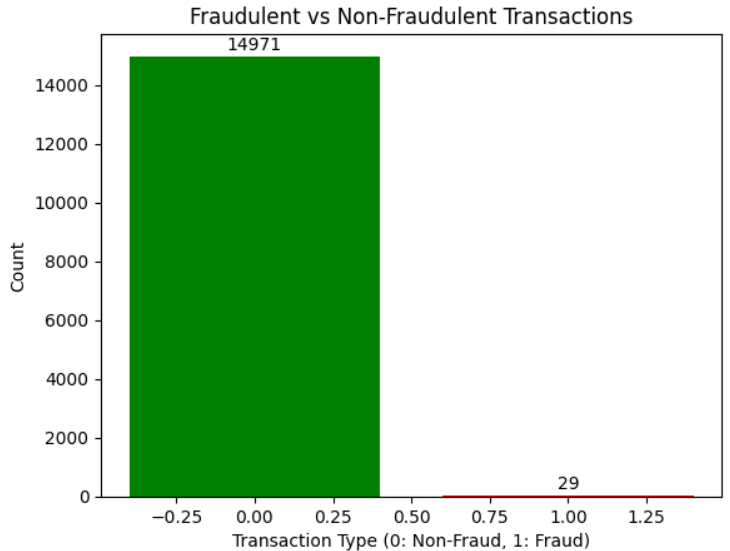 Fraudulent vs Non-Fraudulent Transactions
14971
14000
12000
10000
8000
6000
4000
2000
0
Count
29
−0.25 0.00 0.25 0.50 0.75 1.00 1.25
Transaction Type (0: Non-Fraud, 1: Fraud)